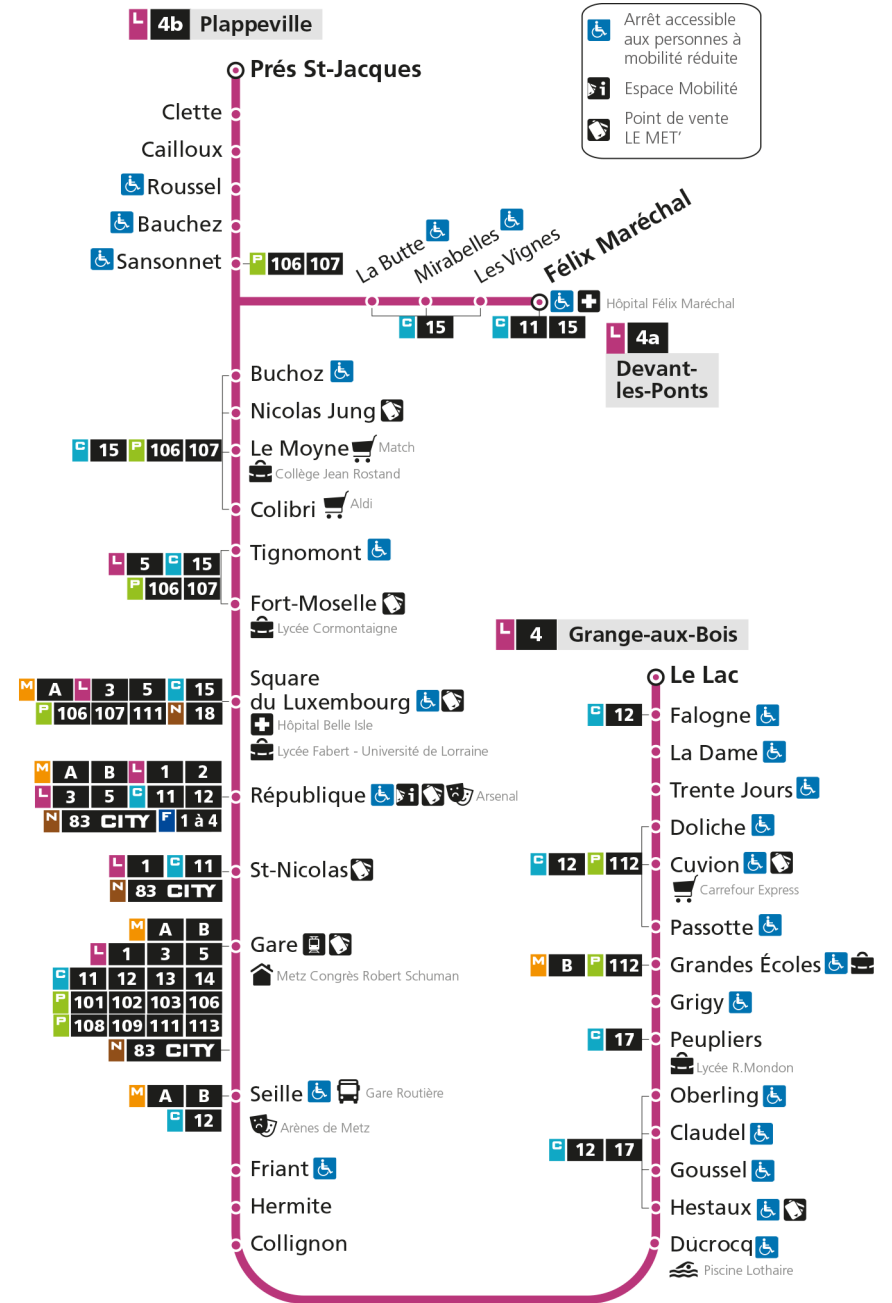 L 4b Plappeville
Arrêt accessible
aux personnes à
mobilité réduite
Espace Mobilité
Point de vente
LE MET’
Prés St-Jacques
Clette
Cailloux
Roussel
Bauchez
Sansonnet
P 106 107
La Butte
Mirabelles
Les Vignes
Félix Maréchal
Hôpital Félix Maréchal
C 15
C 11 15
L 4a
Devant-
les-Ponts
Buchoz
Nicolas Jung
C 15 P 106 107
Le Moyne
Match
Collège Jean Rostand
Colibri
Aldi
Tignomont
L 5 C 15
P 106 107
Fort-Moselle
Lycée Cormontaigne
Square
du Luxembourg
M A L 3 5 C 15
P 106 107 111 N 18
Hôpital Belle Isle
Lycée Fabert - Université de Lorraine
M A B L 1 2
L 3 5 C 11 12
N 83 CITY F 1 à 4
République
Arsenal
L 1 C 11
N 83 CITY
St-Nicolas
M A B
L 1 3 5
C 11 12 13 14
P 101 102 103 106
P 108 109 111 113
N 83 CITY
Gare
Metz Congrès Robert Schuman
M A B
C 12
Seille
Gare Routière
Arènes de Metz
Friant
Hermite
Collignon
L 4 Grange-aux-Bois
Le Lac
C 12
Falogne
La Dame
Trente Jours
Doliche
C 12 P 112
Cuvion
Carrefour Express
Passotte
M B P 112
Grandes Écoles
Grigy
C 17
Peupliers
Lycée R.Mondon
Oberling
Claudel
C 12 17
Goussel
Hestaux
Ducrocq
Piscine Lothaire